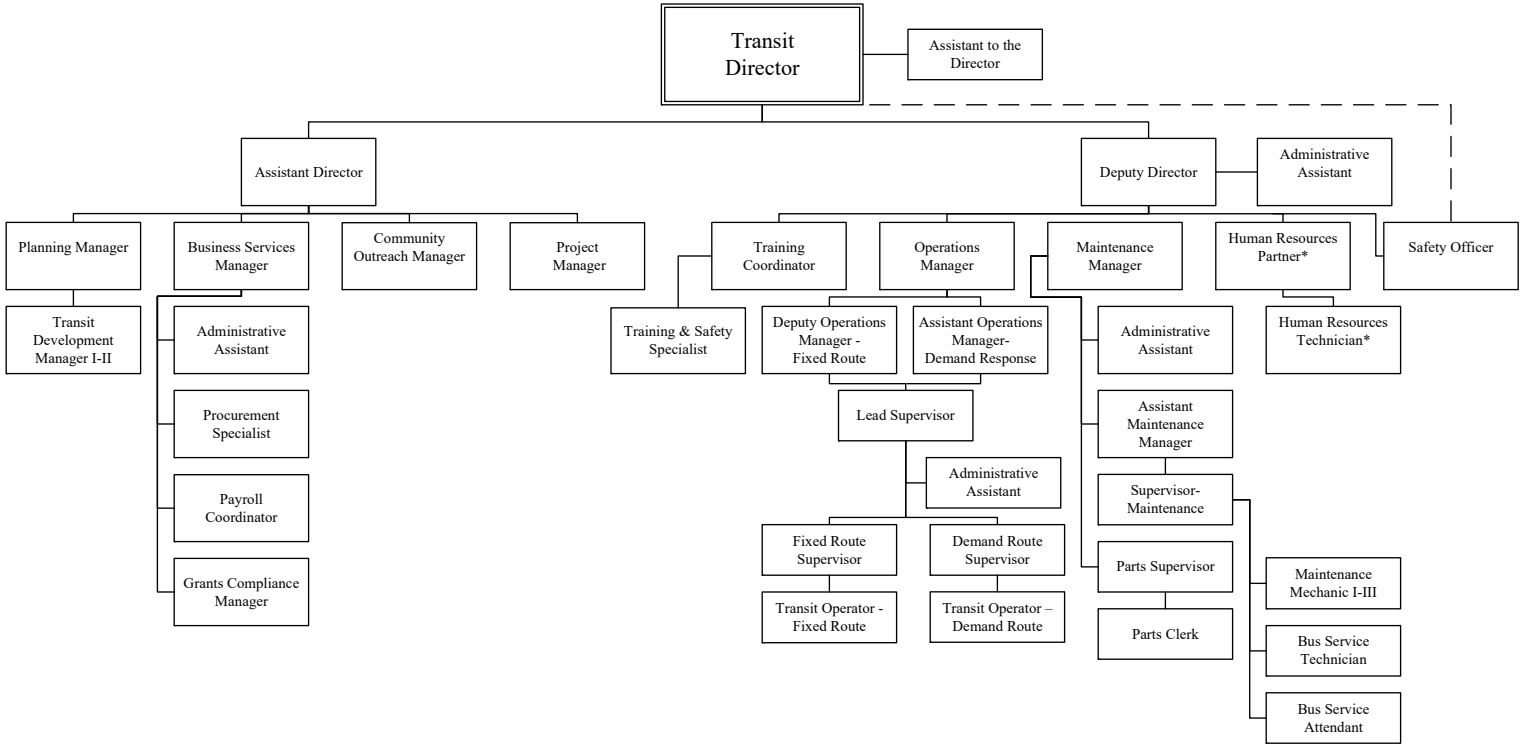 Transit
Director
Assistant to the
Director
Assistant Director
Deputy Director
Administrative
Assistant
Planning Manager
Business Services
Manager
Community
Outreach Manager
Project
Manager
Training
Coordinator
Operations
Manager
Maintenance
Manager
Human Resources
Partner*
Safety Officer
Transit
Development
Manager I-II
Administrative
Assistant
Training & Safety
Specialist
Deputy Operations
Manager -
Fixed Route
Assistant Operations
Manager-
Demand Response
Administrative
Assistant
Human Resources
Technician*
Procurement
Specialist
Lead Supervisor
Assistant
Maintenance
Manager
Payroll
Coordinator
Administrative
Assistant
Supervisor-
Maintenance
Fixed Route
Supervisor
Demand Route
Supervisor
Parts Supervisor
Grants Compliance
Manager
Maintenance
Mechanic I-III
Transit Operator -
Fixed Route
Transit Operator –
Demand Route
Parts Clerk
Bus Service
Technician
Bus Service
Attendant